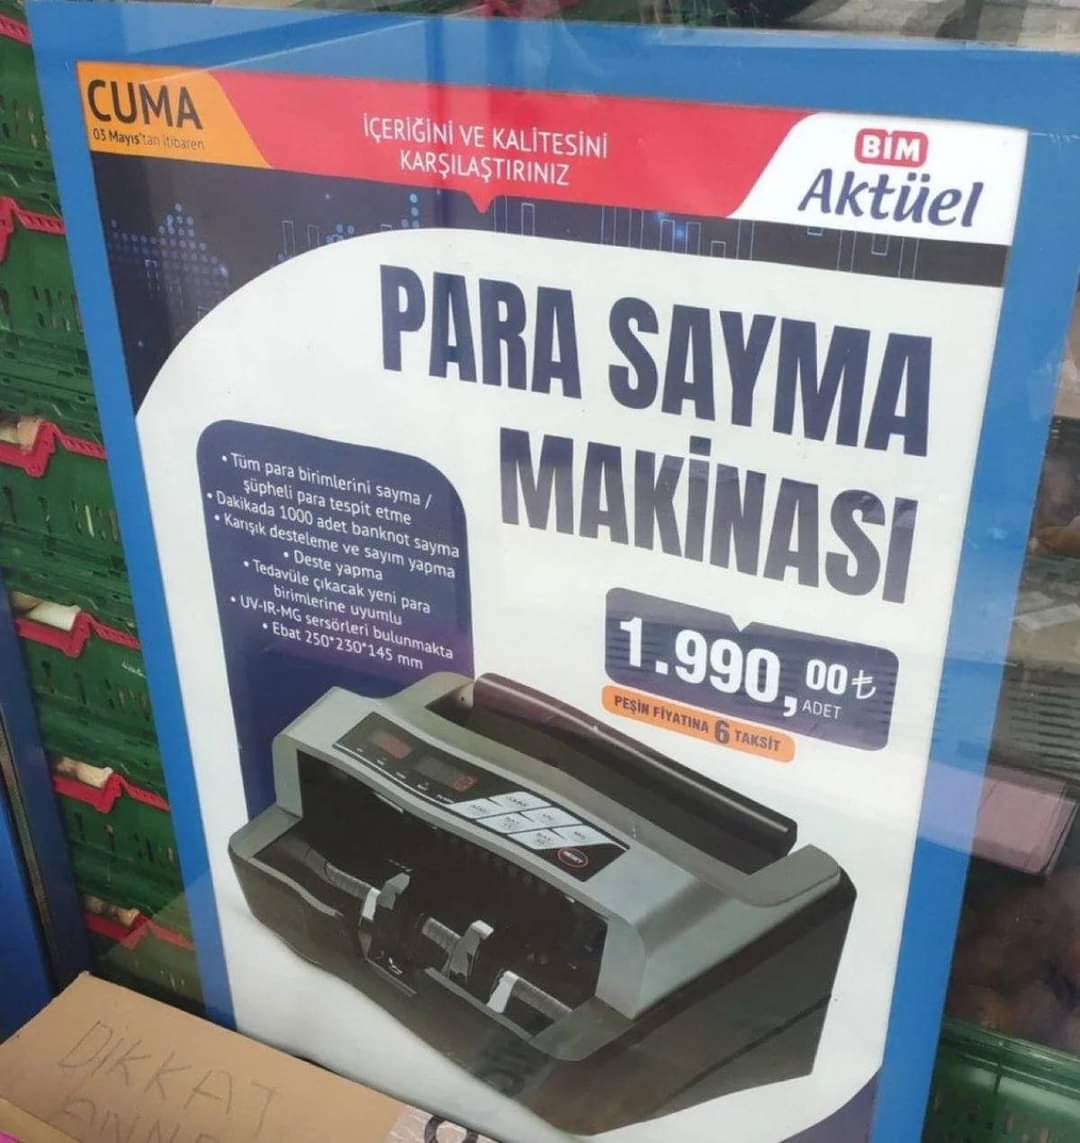 CUMA
03 Mayıs'tan itibaren
İÇERİĞİNİ VE KALİTESİNİ
KARŞILAŞTIRINIZ
BİM
Aktüel
PARA SAYMA
MAKİNASI
• Tüm para birimlerini sayma /
şüpheli para tespit etme
• Dakikada 1000 adet banknot sayma
• Karışık desteleme ve sayım yapma
• Deste yapma
• Tedavüle çıkacak yeni para
birimlerine uyumlu
• UV-IR-MG sersörleri bulunmakta
• Ebat 250*230*145 mm
1.990,00₺
ADET
PEŞİN FİYATINA 6 TAKSİT
DİKKAT